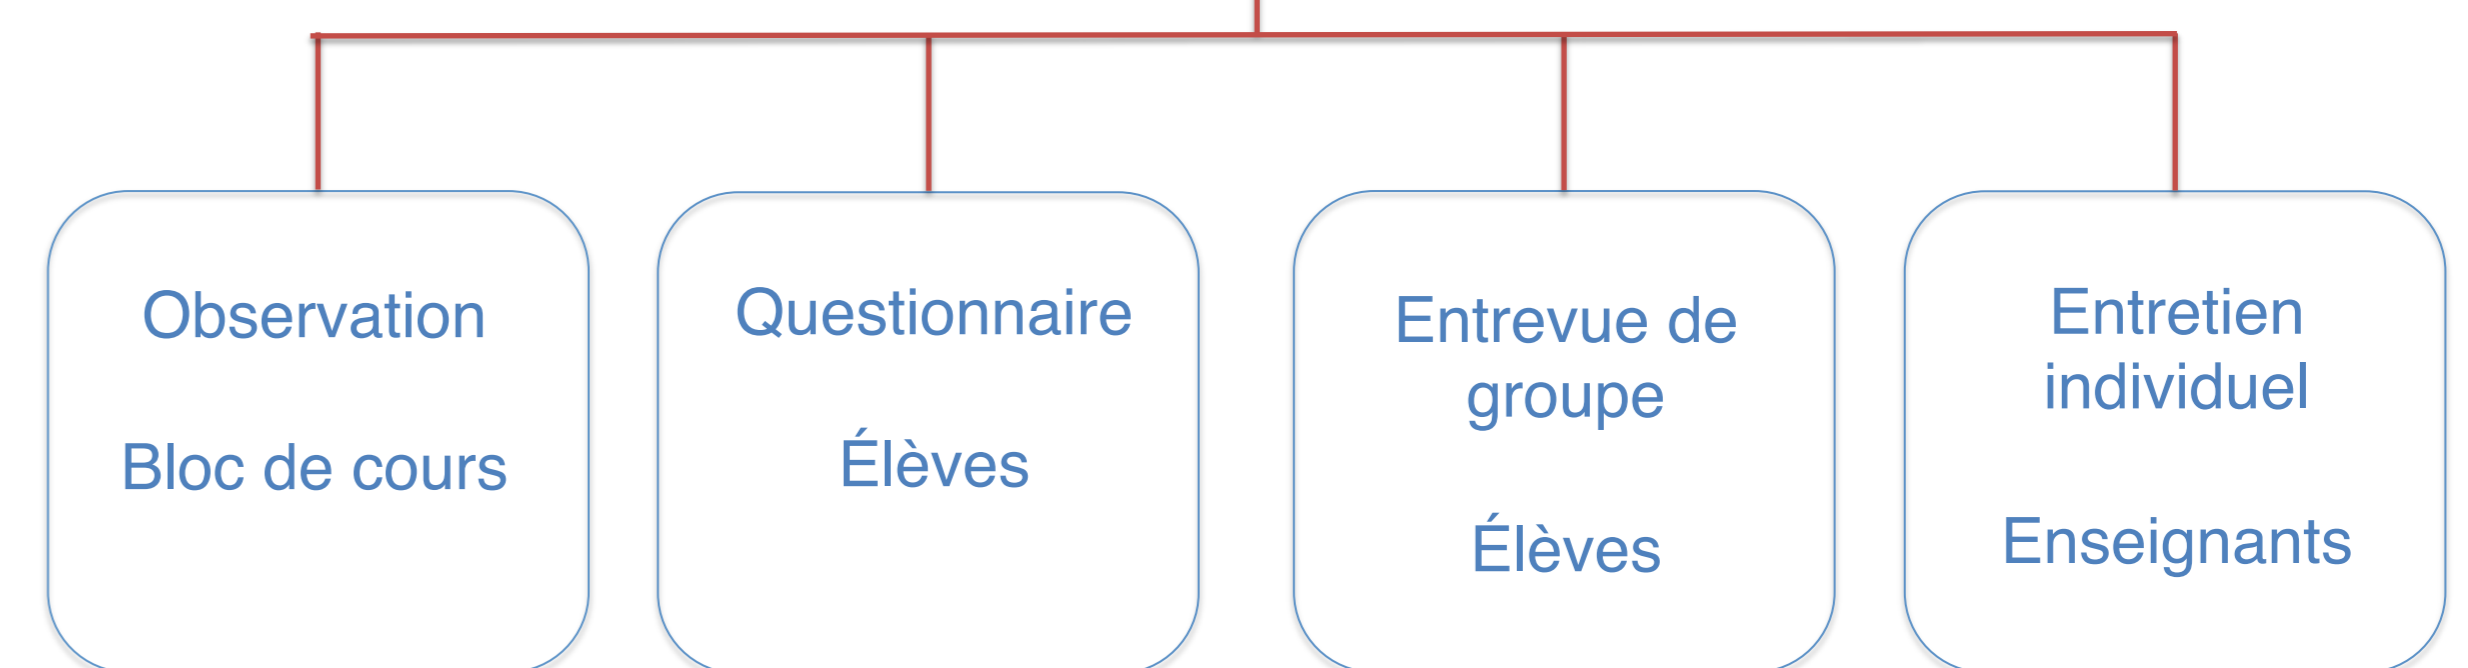 Observation
Bloc de cours
Questionnaire
Élèves
Entrevue de
groupe
Élèves
Entretien
individuel
Enseignants